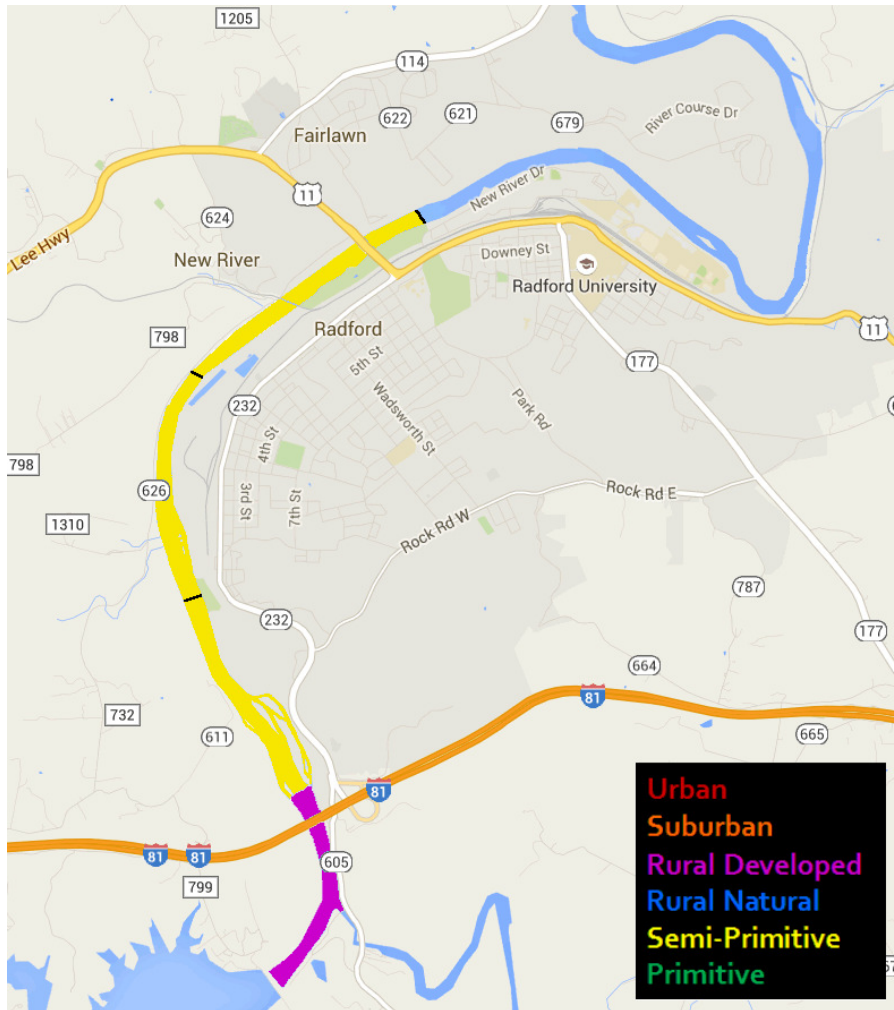 1205
114
622
621
679
River Course Dr
Fairlawn
11
New River Dr
624
Lee Hwy
New River
Downey St
Radford University
Radford
798
5th St
11
177
232
Wadsworth St
Park Rd
4th St
798
626
3rd St
7th St
Rock Rd E
1310
Rock Rd W
787
232
177
664
81
732
611
665
81
Urban
Suburban
81
81
605
Rural Developed
799
Rural Natural
Semi-Primitive
Primitive